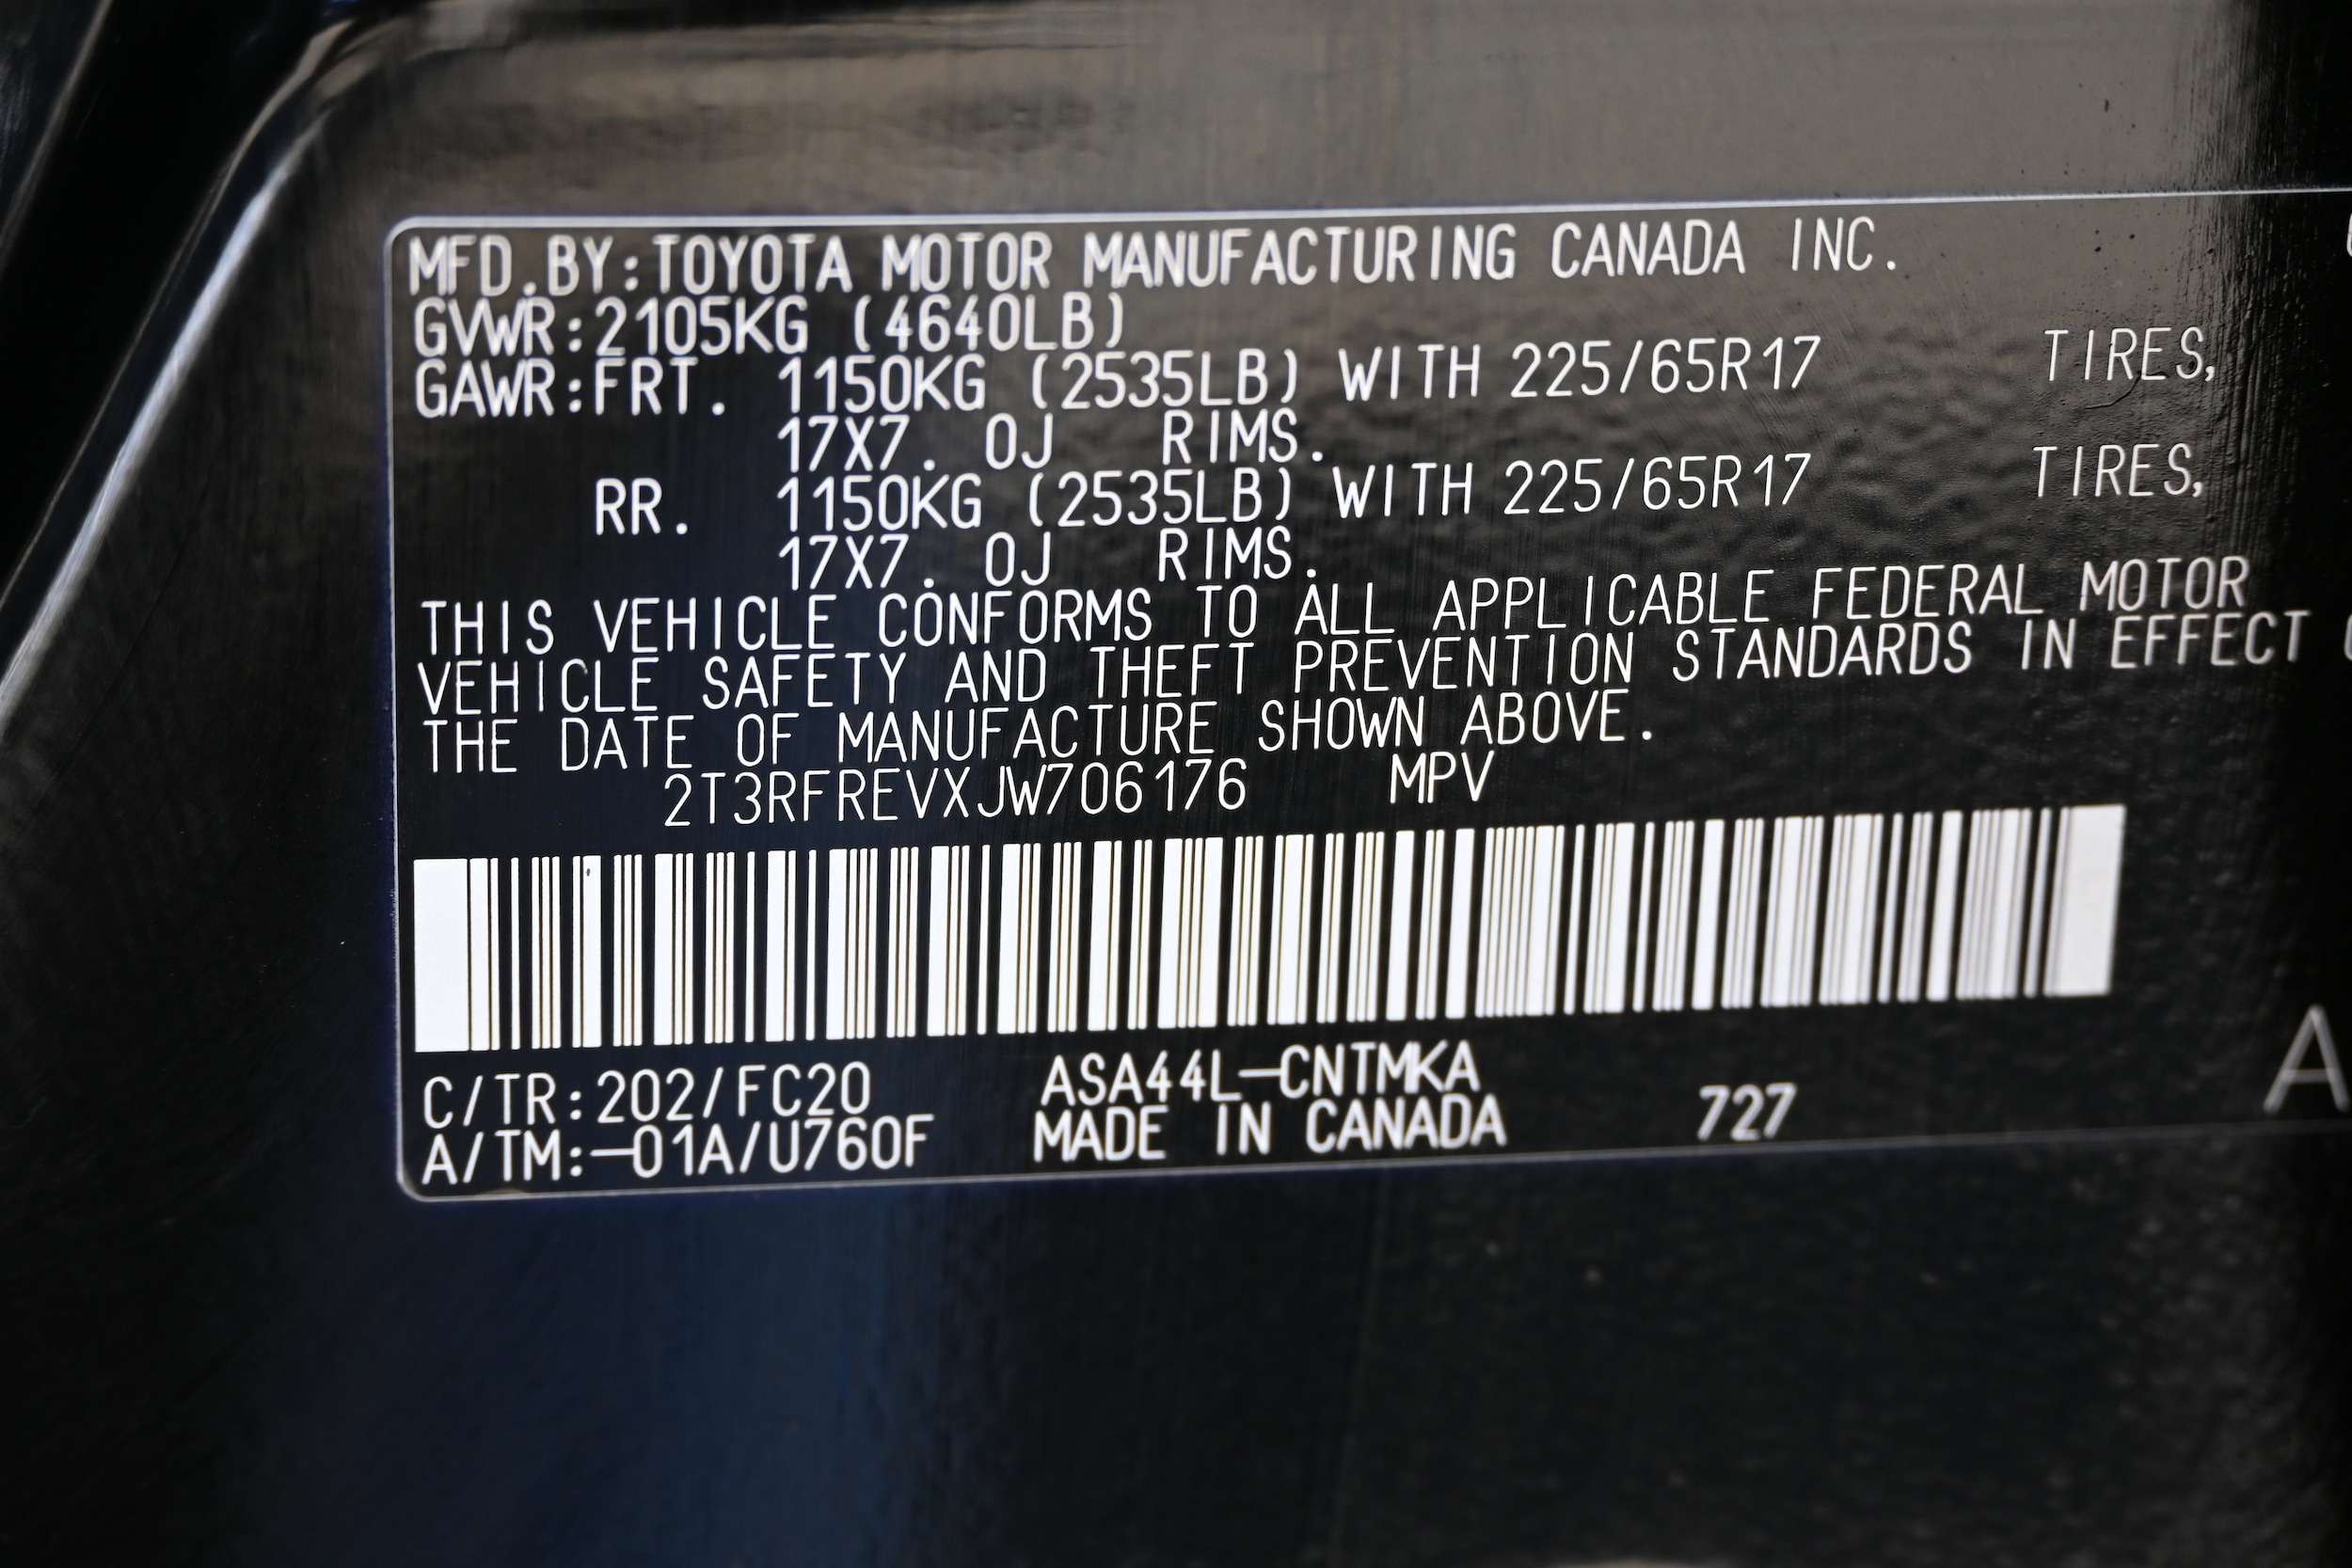 MFD.BY:TOYOTA MOTOR MANUFACTURING CANADA INC.
GVWR:2105KG (4640LB)
GAWR:FRT. 1150KG (2535LB) WITH 225/65R17 TIRES,
17X7. 0J RIMS.
RR. 1150KG (2535LB) WITH 225/65R17 TIRES,
17X7. 0J RIMS.
THIS VEHICLE CONFORMS TO ALL APPLICABLE FEDERAL MOTOR
VEHICLE SAFETY AND THEFT PREVENTION STANDARDS IN EFFECT
THE DATE OF MANUFACTURE SHOWN ABOVE.
2T3RFREVXJW706176 MPV
C/TR:202/FC20 ASA44L-CNTMKA
A/TM:-01A/U760F MADE IN CANADA 727
A